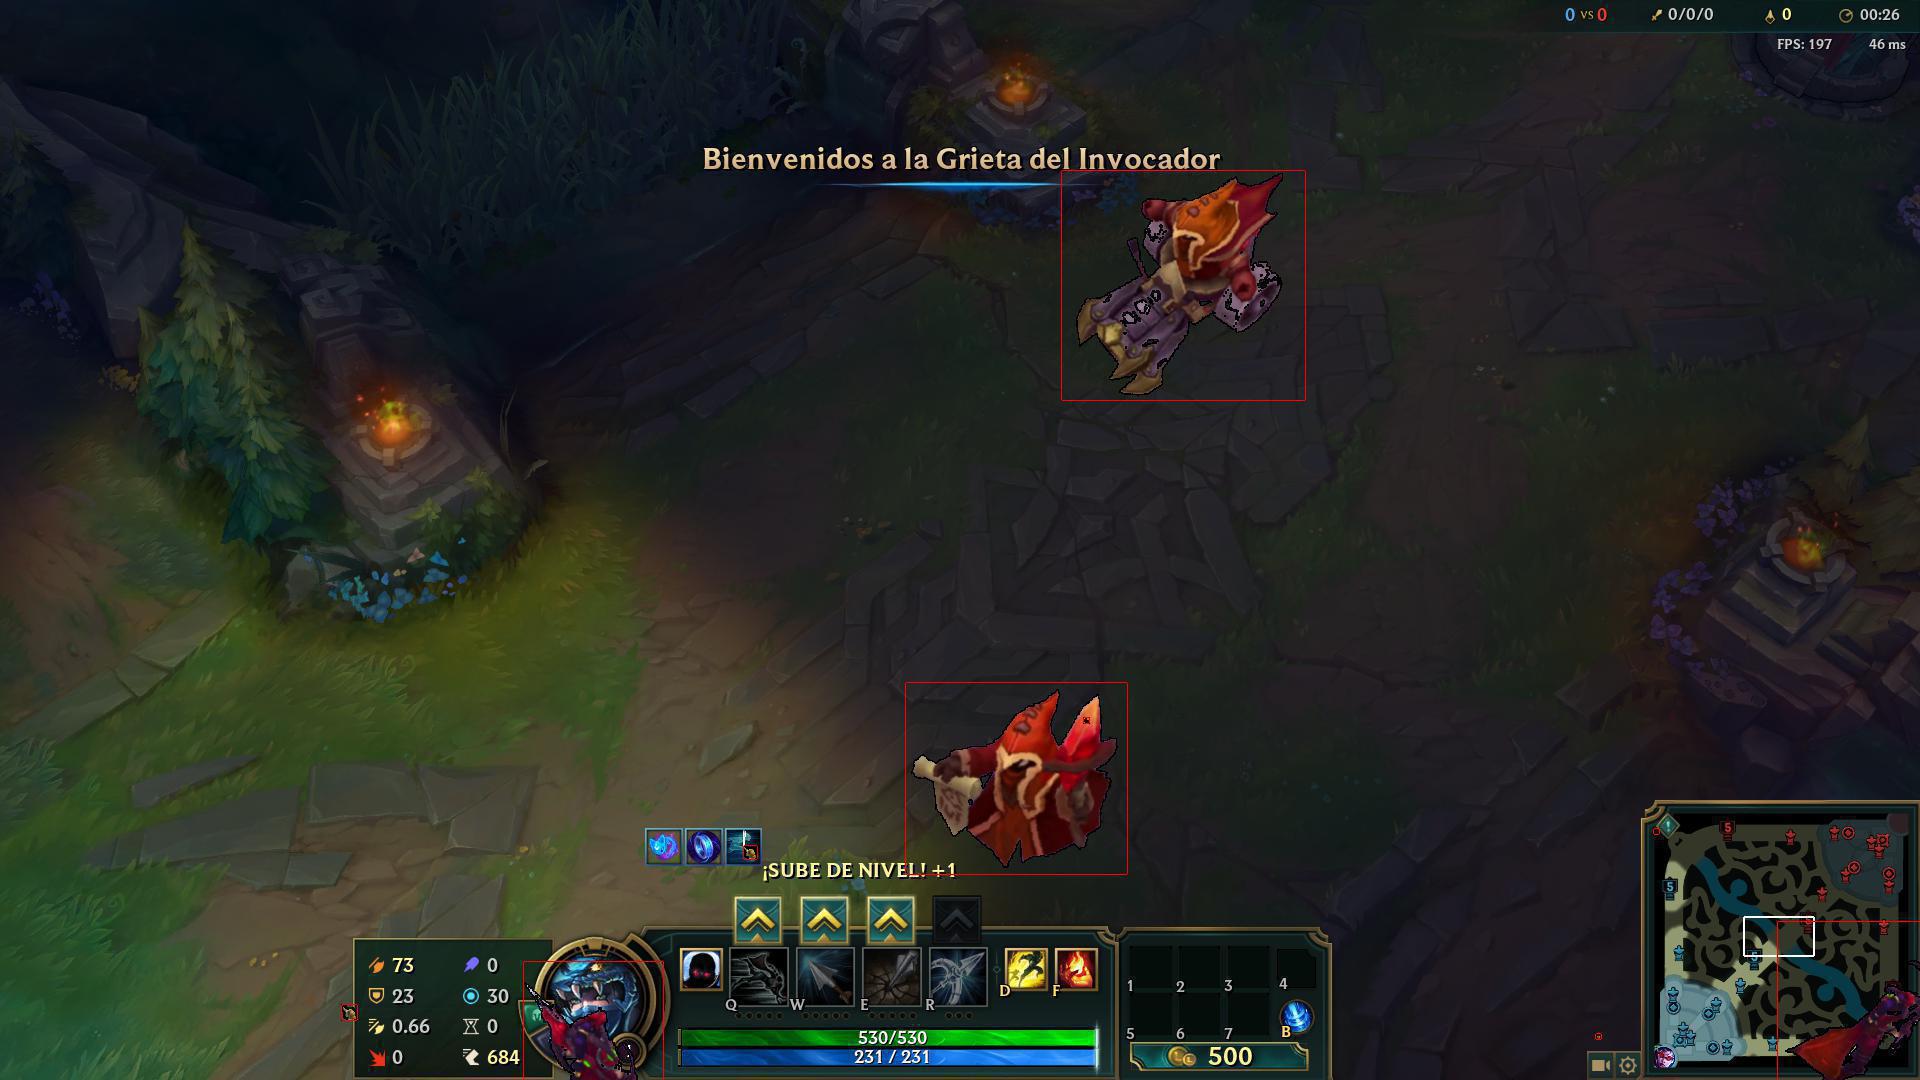 0 vs 0 0/0/0 0 00:26
FPS: 197 46 ms
Bienvenidos a la Grieta del Invocador
¡SUBE DE NIVEL! +1
73 0
23 30
0.66 0
0 684
Q W E R D F
530/530
231 / 231
1 2 3 4
5 6 7 B
500
5
5